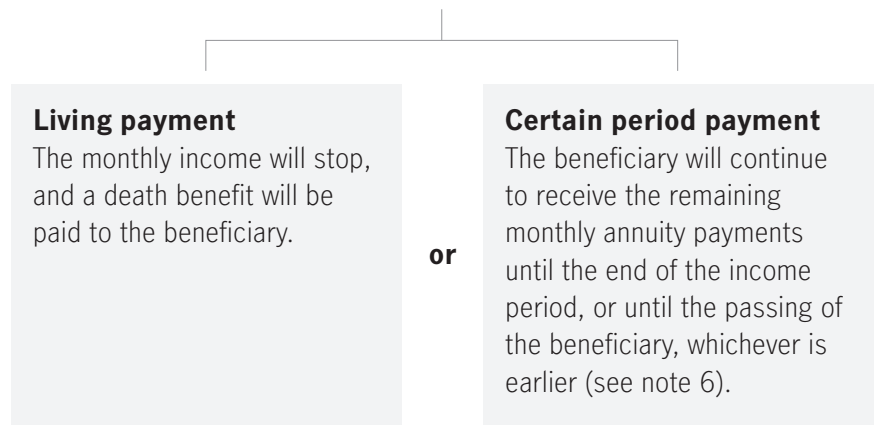 Living payment
The monthly income will stop,
and a death benefit will be
paid to the beneficiary.
or
Certain period payment
The beneficiary will continue
to receive the remaining
monthly annuity payments
until the end of the income
period, or until the passing of
the beneficiary, whichever is
earlier (see note 6).